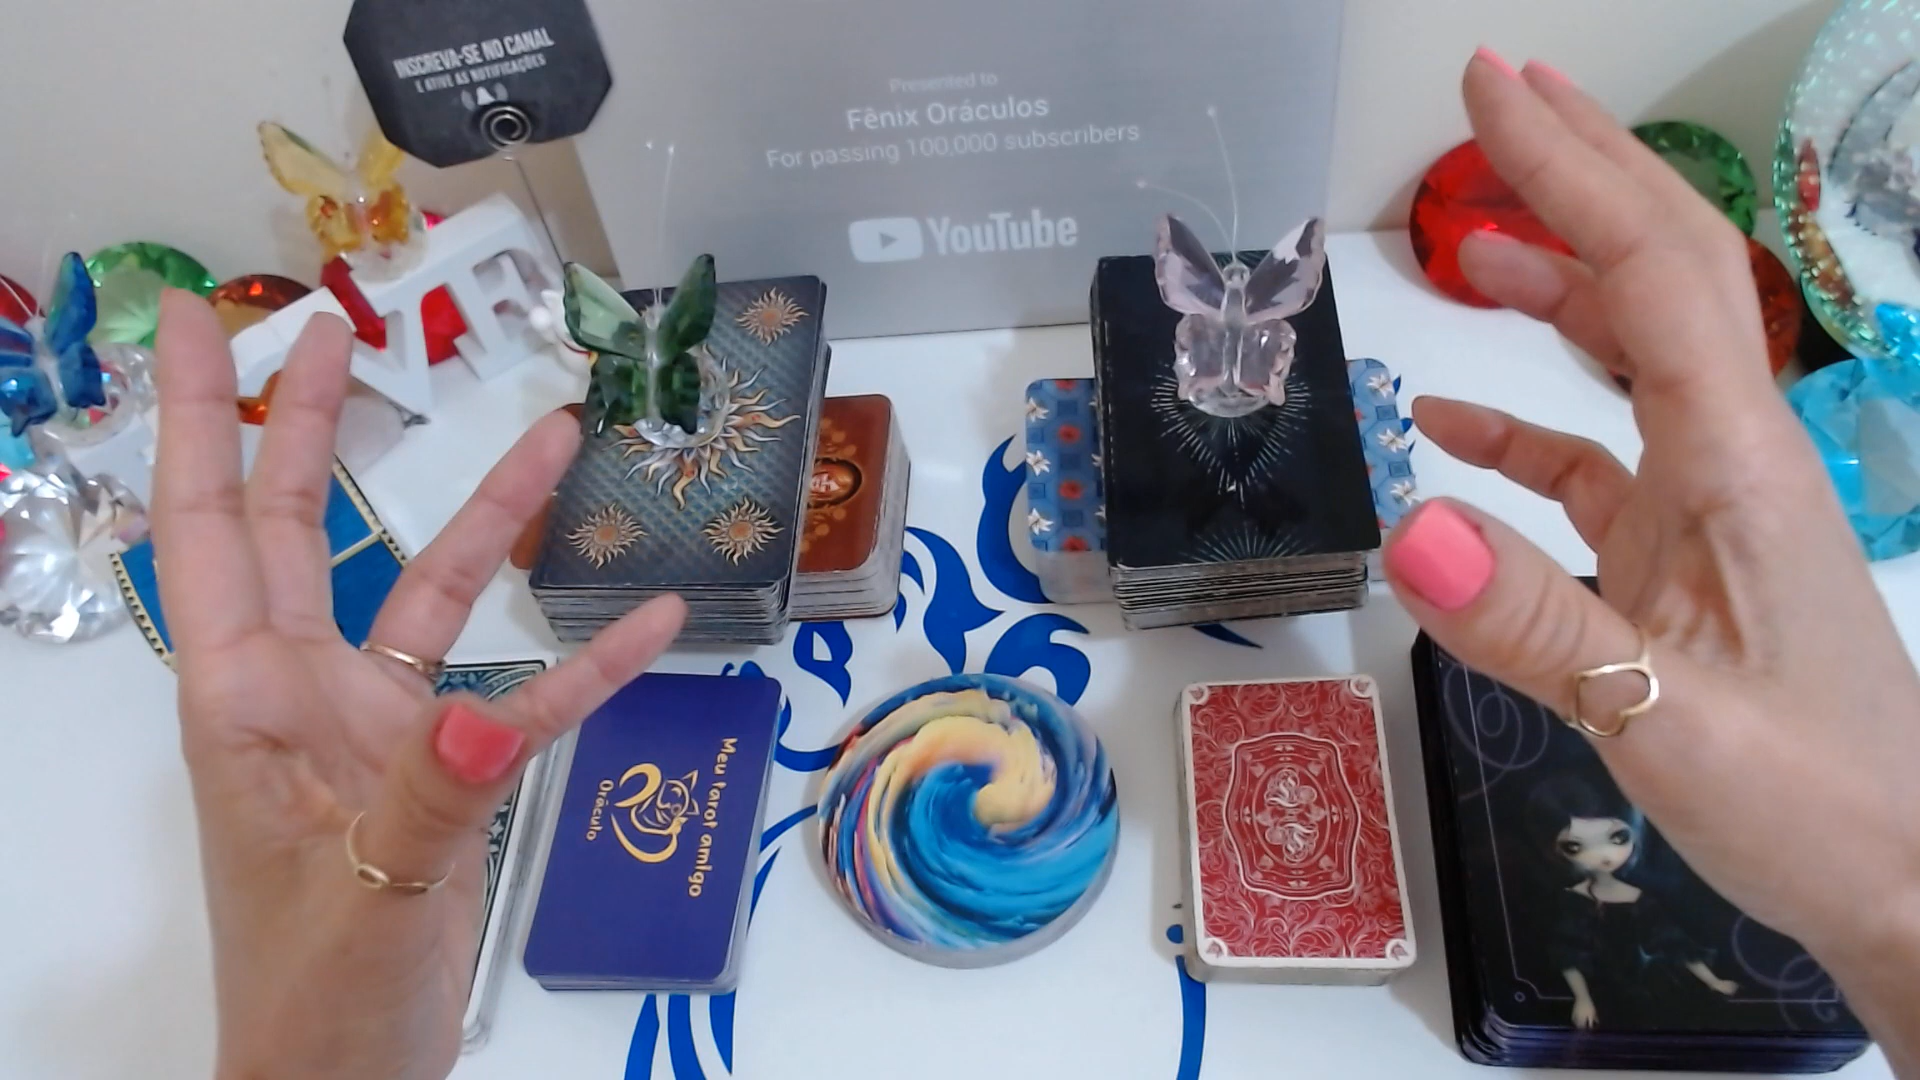 INSCREVA-SE NO CANAL
E ATIVE AS NOTIFICAÇÕES
Presented to
Fênix Oráculos
For passing 100,000 subscribers
YouTube
VE
Meu tarot amigo
Oráculo